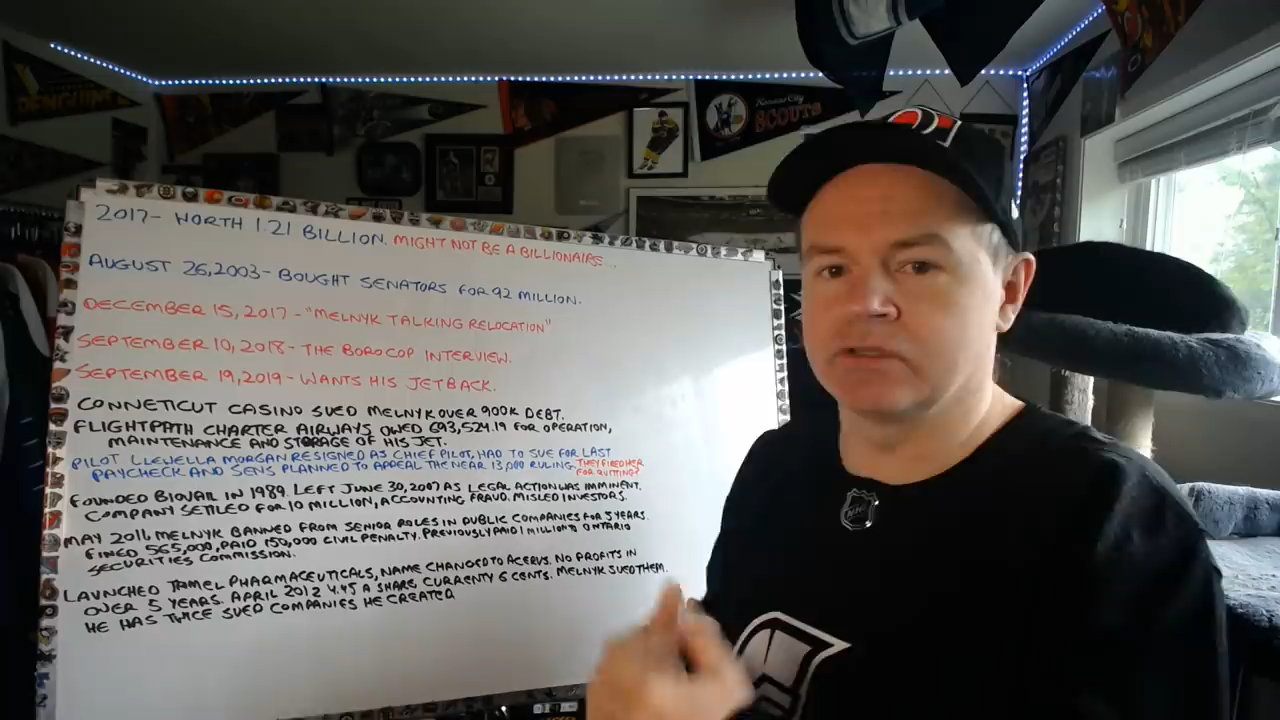 PENGUINS
Kansas City
SCOUTS
2017- WORTH 1.21 BILLION. MIGHT NOT BE A BILLIONAIRE...
AUGUST 26,2003- BOUGHT SENATORS FOR 92 MILLION.
DECEMBER 15, 2017 - "MELNYK TALKING RELOCATION"
SEPTEMBER 10, 2018- THE BOROCOP INTERVIEW.
SEPTEMBER 19, 2019- WANTS HIS JET BACK.
CONNETICUT CASINO SUED MELNYK OVER 900K DEBT.
FLIGHTPATH CHARTER AIRWAYS OWED 693,524.19 FOR OPERATION,
MAINTENANCE AND STORAGE OF HIS JET.
PILOT LLEWELLA MORGAN RESIGNED AS CHIEF PILOT, HAD TO SUE FOR LAST
PAYCHECK AND SENS PLANNED TO APPEAL THE NEAR 13,000 RULING. THEY FIRED HER
FOR QUITTING?
FOUNDED BIOVAIL IN 1989. LEFT JUNE 30, 2007 AS LEGAL ACTION WAS IMMINENT.
COMPANY SETTLED FOR 10 MILLION, ACCOUNTING FRAUD. MISLED INVESTORS.
MAY 2011, MELNYK BANNED FROM SENIOR ROLES IN PUBLIC COMPANIES FOR 5 YEARS.
FINED 565,000, PAID 150,000 CIVIL PENALTY. PREVIOUSLY PAID 1 MILLION TO ONTARIO
SECURITIES COMMISSION.
LAUNCHED PHARMACEUTICALS, NAME CHANGED TO ACERUS. NO PROFITS IN
OVER 5 YEARS. APRIL 2012 4.45 A SHARE CURRENTY 6 CENTS. MELNYK SUED THEM.
HE HAS TWICE SUED COMPANIES HE CREATED
NHL